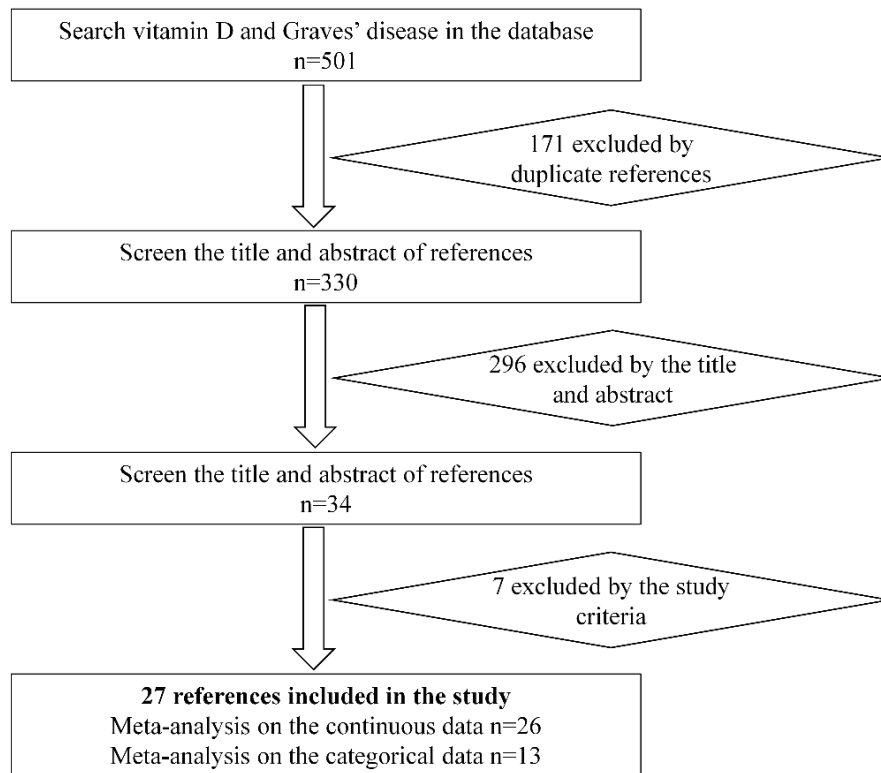 Search vitamin D and Graves’ disease in the database
n=501
171 excluded by
duplicate references
Screen the title and abstract of references
n=330
296 excluded by the title
and abstract
Screen the title and abstract of references
n=34
7 excluded by the study
criteria
27 references included in the study
Meta-analysis on the continuous data n=26
Meta-analysis on the categorical data n=13